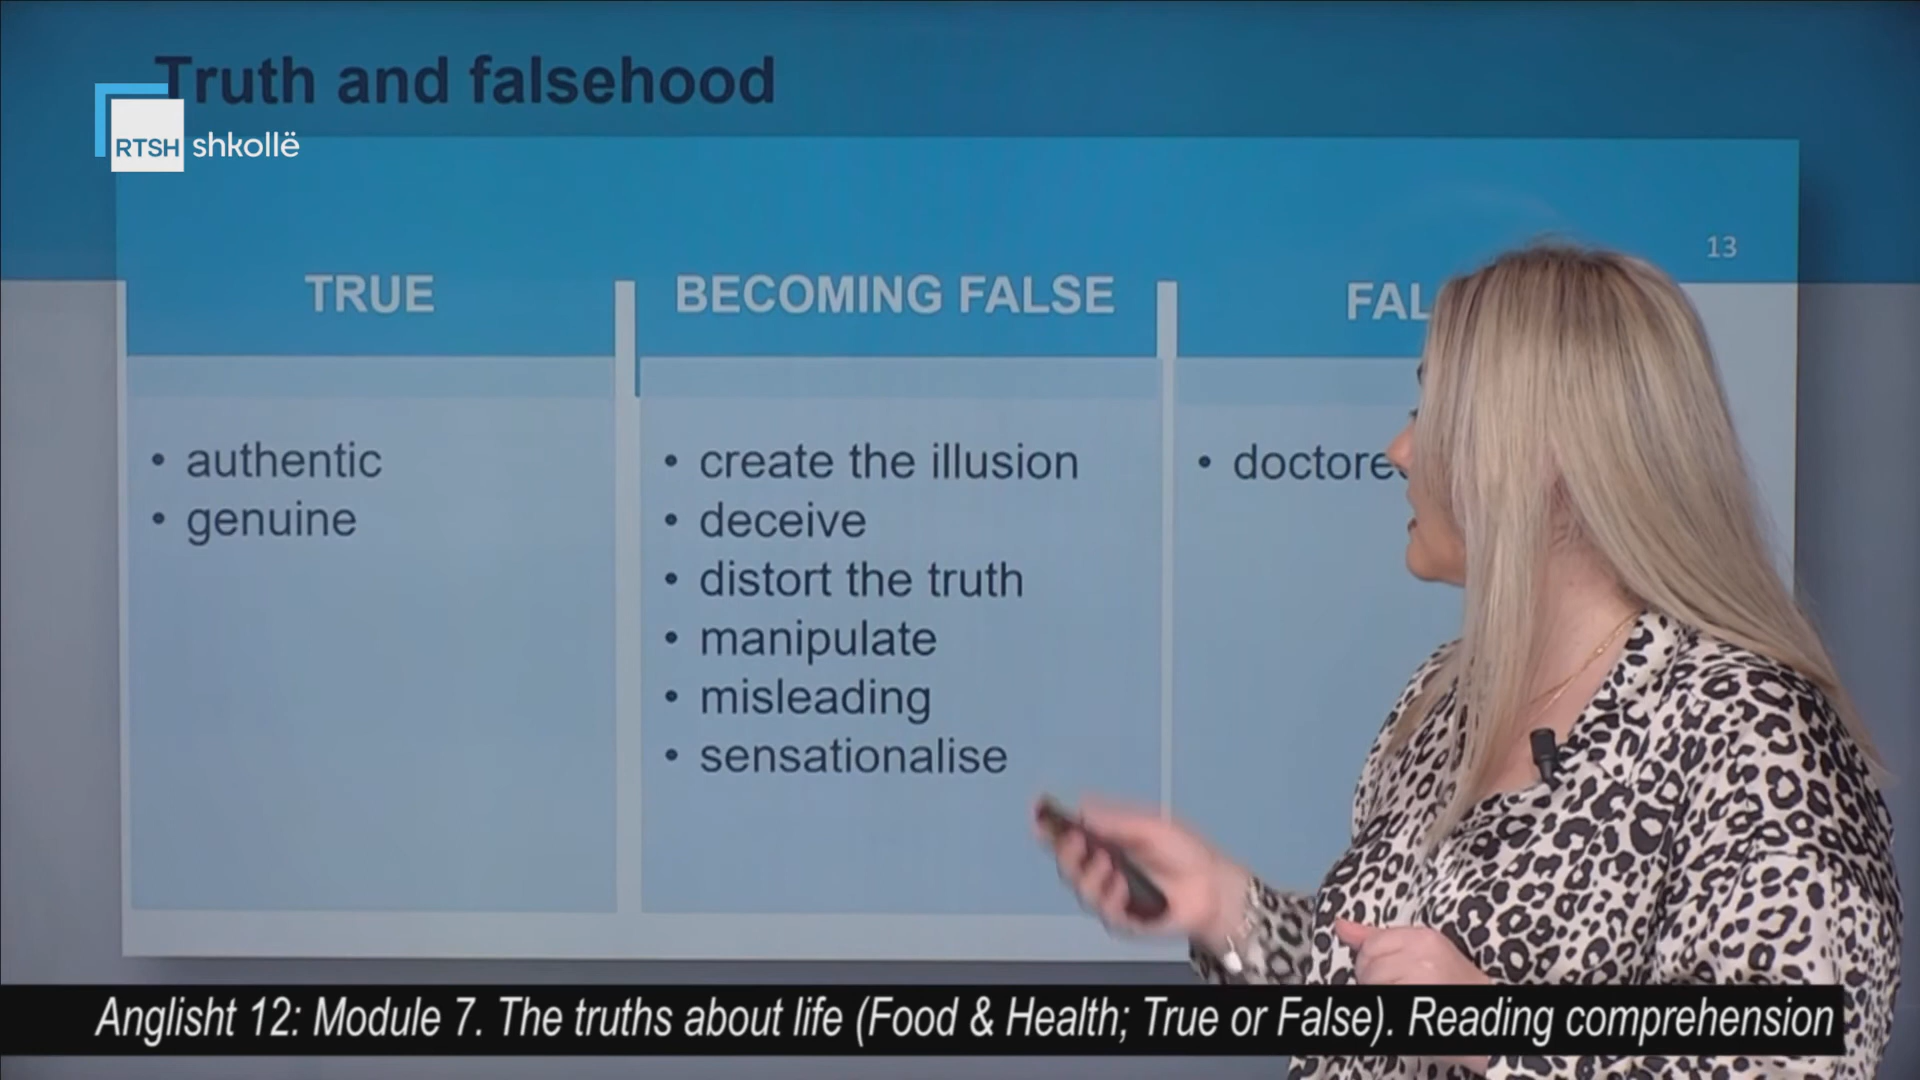 Truth and falsehood
RTSH shkollë
13
TRUE
BECOMING FALSE
• authentic
• genuine
• create the illusion
• deceive
• distort the truth
• manipulate
• misleading
• sensationalise
Anglisht 12: Module 7. The truths about life (Food & Health; True or False). Reading comprehension